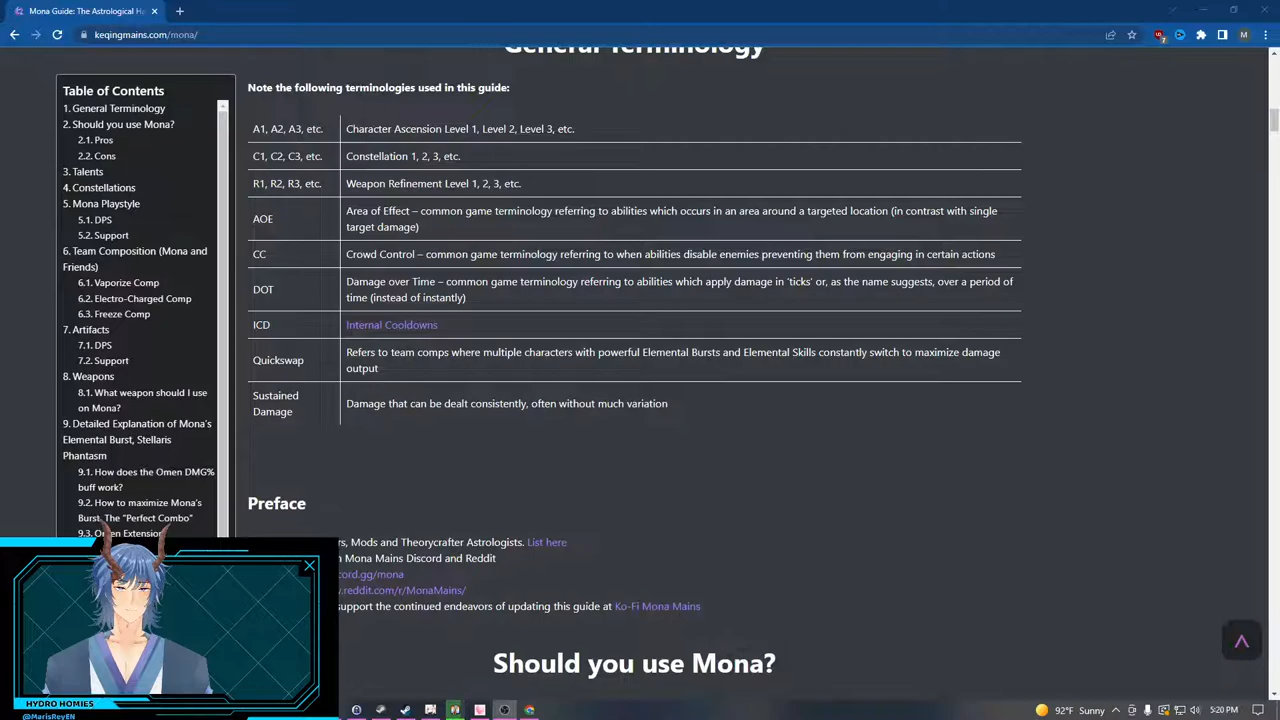 Mona Guide: The Astrological Ha
keqingmains.com/mona/
7
M
General Terminology
Table of Contents
1. General Terminology
2. Should you use Mona?
2.1. Pros
2.2. Cons
3. Talents
4. Constellations
5. Mona Playstyle
5.1. DPS
5.2. Support
6. Team Composition (Mona and
Friends)
6.1. Vaporize Comp
6.2. Electro-Charged Comp
6.3. Freeze Comp
7. Artifacts
7.1. DPS
7.2. Support
8. Weapons
8.1. What weapon should I use
on Mona?
9. Detailed Explanation of Mona's
Elemental Burst, Stellaris
Phantasm
9.1. How does the Omen DMG%
buff work?
9.2. How to maximize Mona's
Burst, The "Perfect Combo"
9.3. Omen Extension
Note the following terminologies used in this guide:
A1, A2, A3, etc. Character Ascension Level 1, Level 2, Level 3, etc.
C1, C2, C3, etc. Constellation 1, 2, 3, etc.
R1, R2, R3, etc. Weapon Refinement Level 1, 2, 3, etc.
AOE Area of Effect – common game terminology referring to abilities which occurs in an area around a targeted location (in contrast with single
target damage)
CC Crowd Control – common game terminology referring to when abilities disable enemies preventing them from engaging in certain actions
DOT Damage over Time – common game terminology referring to abilities which apply damage in 'ticks' or, as the name suggests, over a period of
time (instead of instantly)
ICD Internal Cooldowns
Quickswap Refers to team comps where multiple characters with powerful Elemental Bursts and Elemental Skills constantly switch to maximize damage
output
Sustained
Damage Damage that can be dealt consistently, often without much variation
Preface
rs, Mods and Theorycrafter Astrologists. List here
n Mona Mains Discord and Reddit
cord.gg/mona
w.reddit.com/r/MonaMains/
support the continued endeavors of updating this guide at Ko-Fi Mona Mains
Should you use Mona?
HYDRO HOMIES
@MarisReyEN
92°F Sunny
5:20 PM